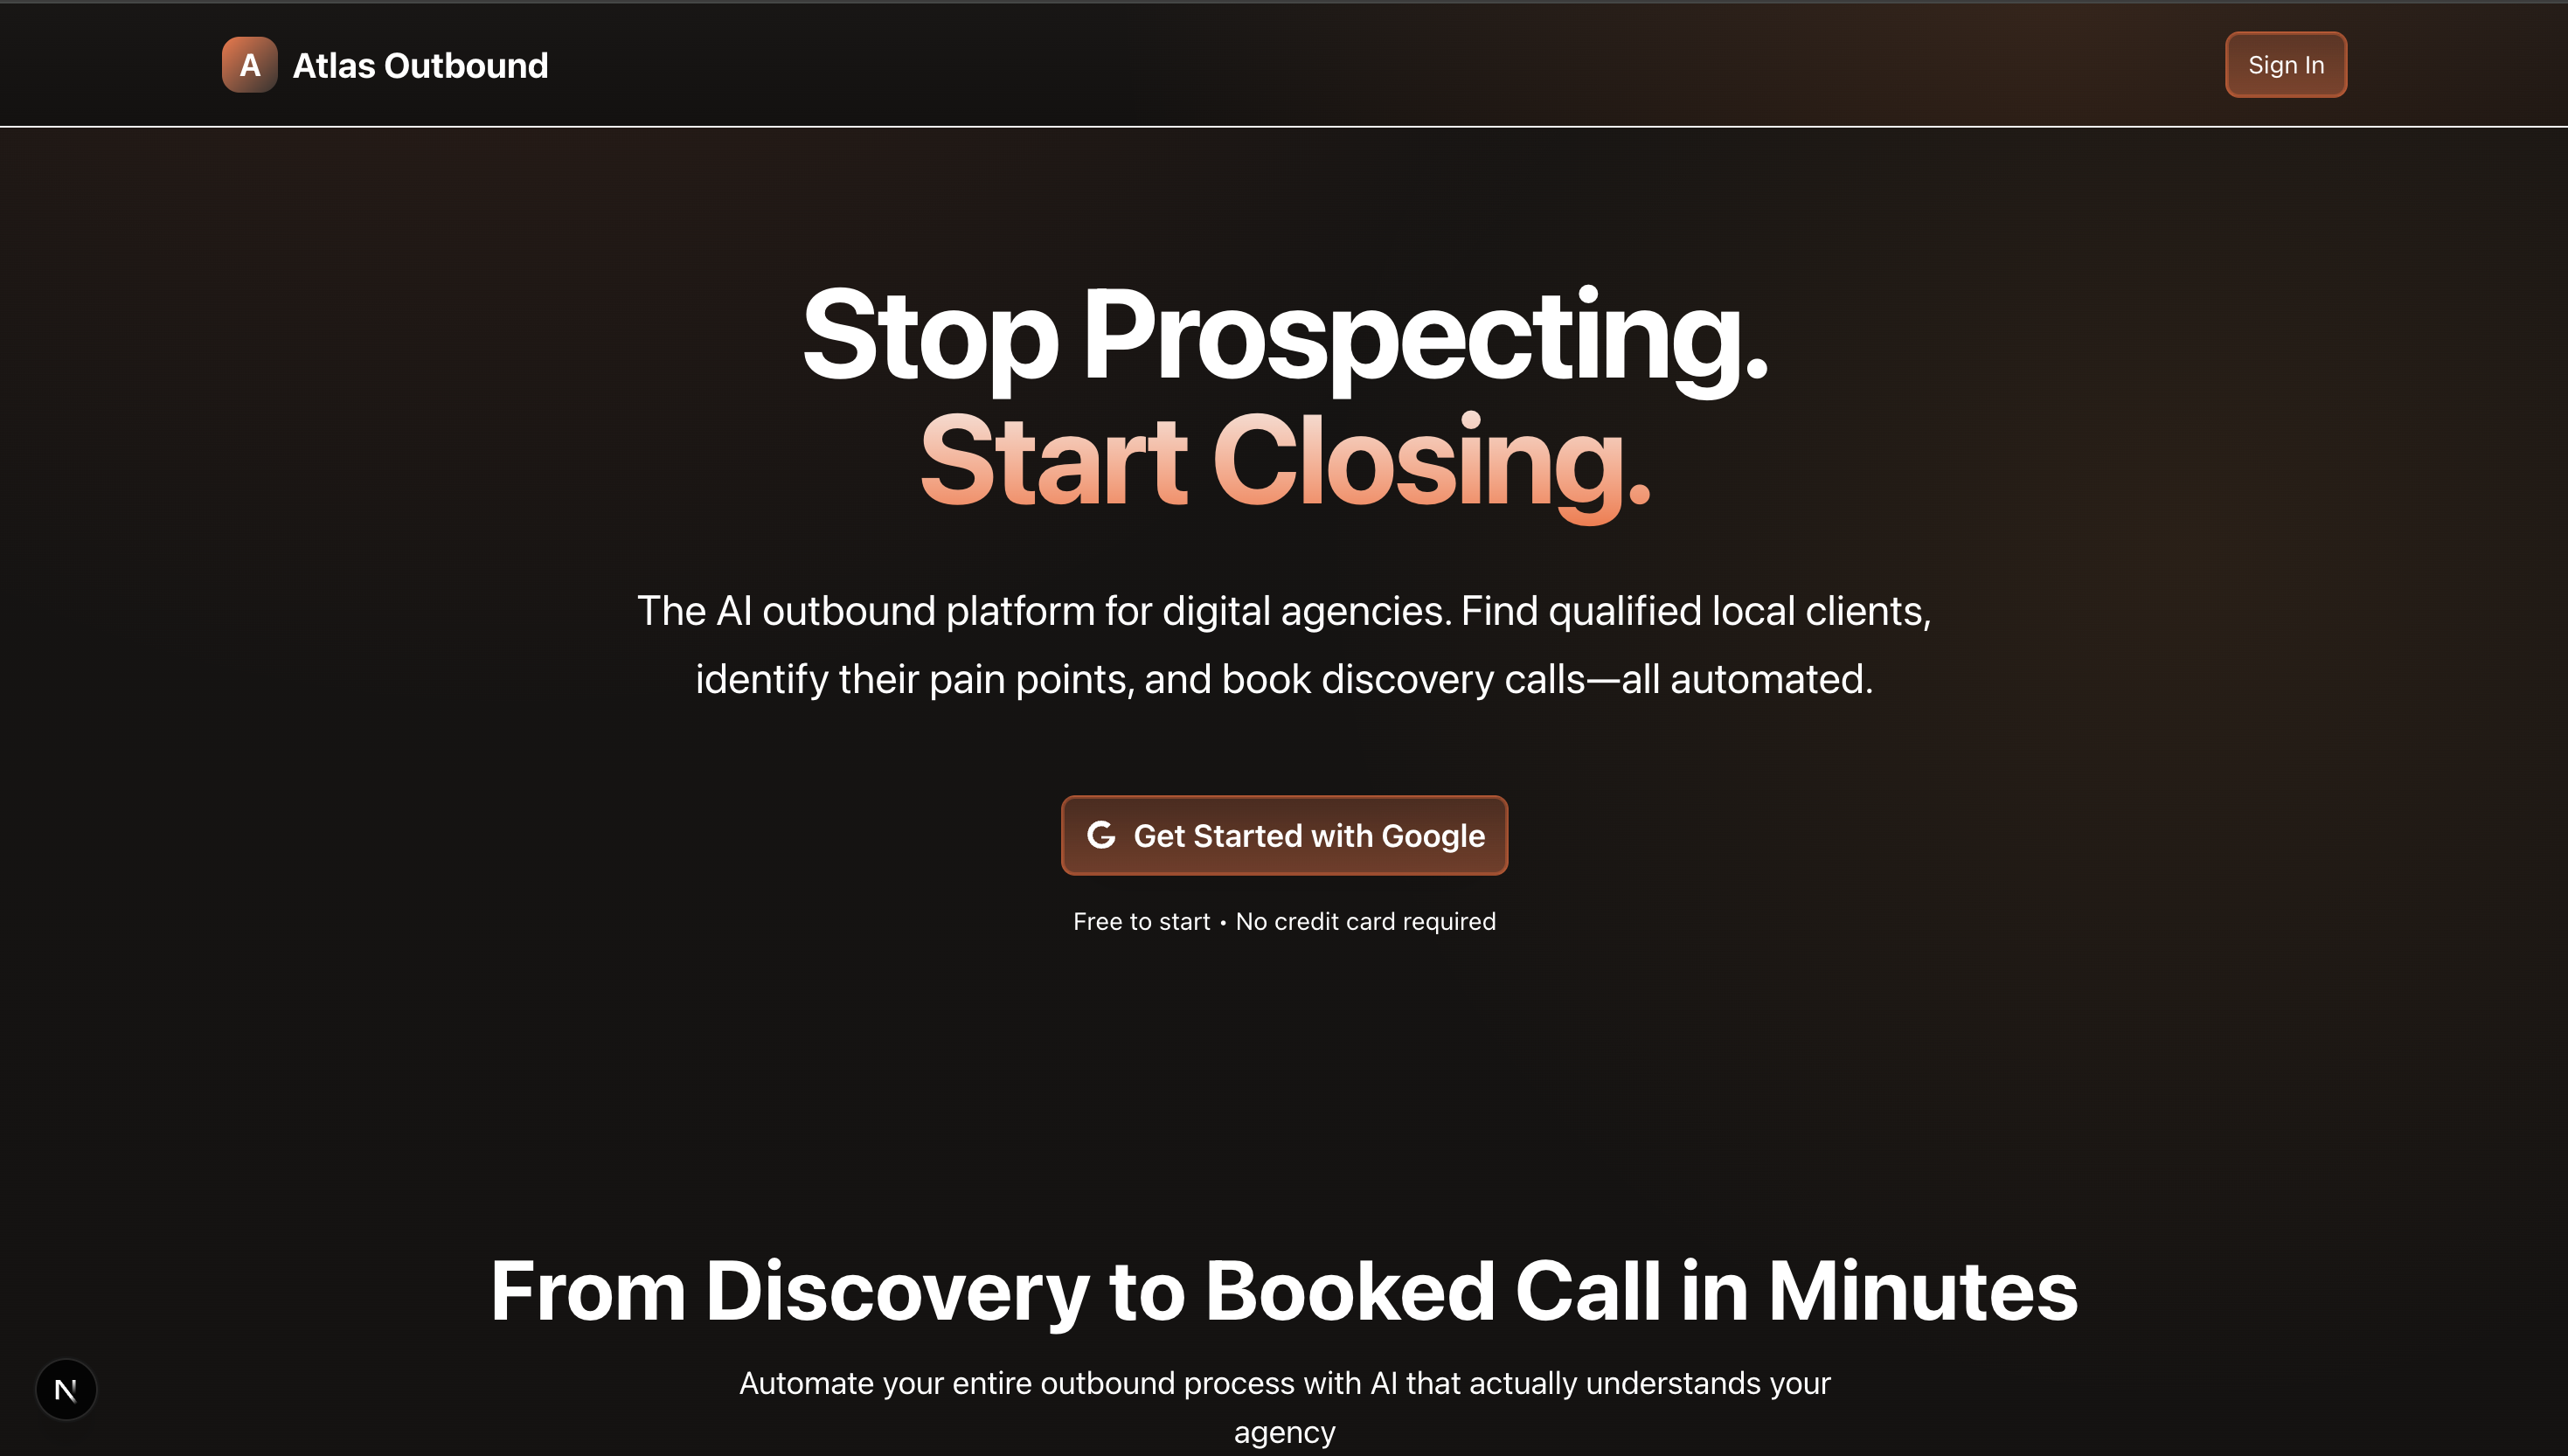 A Atlas Outbound
Sign In
Stop Prospecting.
Start Closing.
The AI outbound platform for digital agencies. Find qualified local clients,
identify their pain points, and book discovery calls—all automated.
G Get Started with Google
Free to start • No credit card required
From Discovery to Booked Call in Minutes
Automate your entire outbound process with AI that actually understands your
agency
N